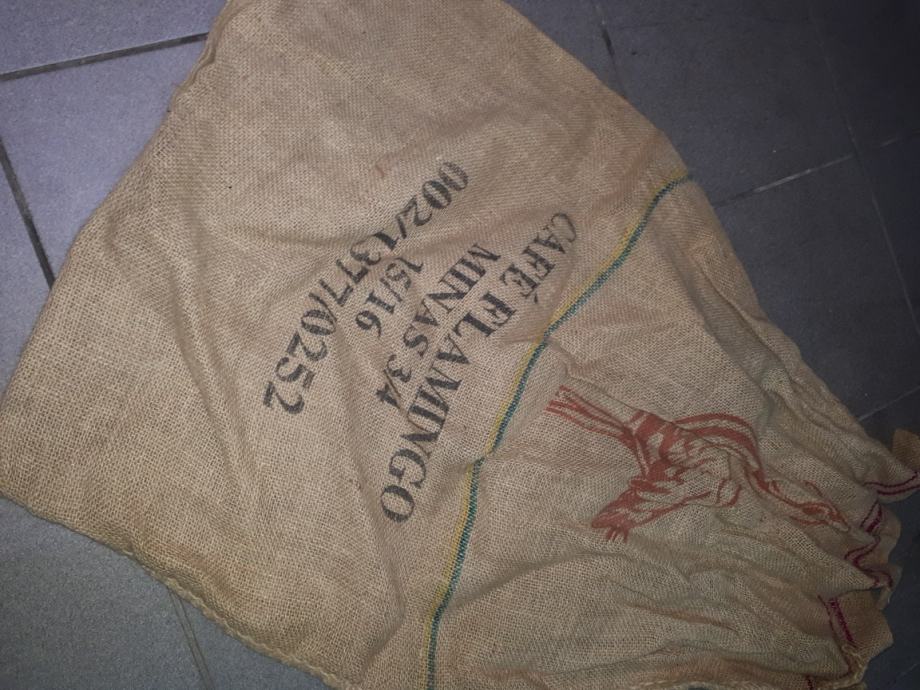 CAFÉ FLAMINGO
MINAS 3/4
15/16
002/1377/0252